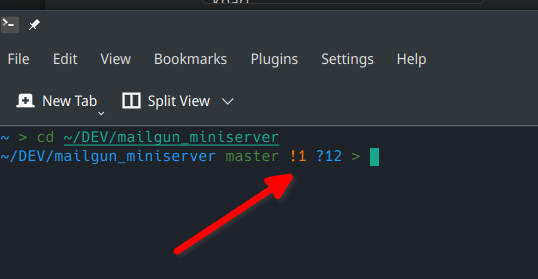 File Edit View Bookmarks Plugins Settings Help
New Tab Split View
~ > cd ~/DEV/mailgun_miniserver
~/DEV/mailgun_miniserver master !1 ?12 >